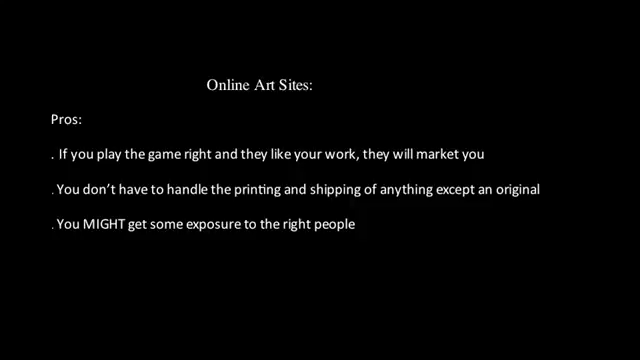 Online Art Sites:
Pros:
. If you play the game right and they like your work, they will market you
. You don’t have to handle the printing and shipping of anything except an original
. You MIGHT get some exposure to the right people